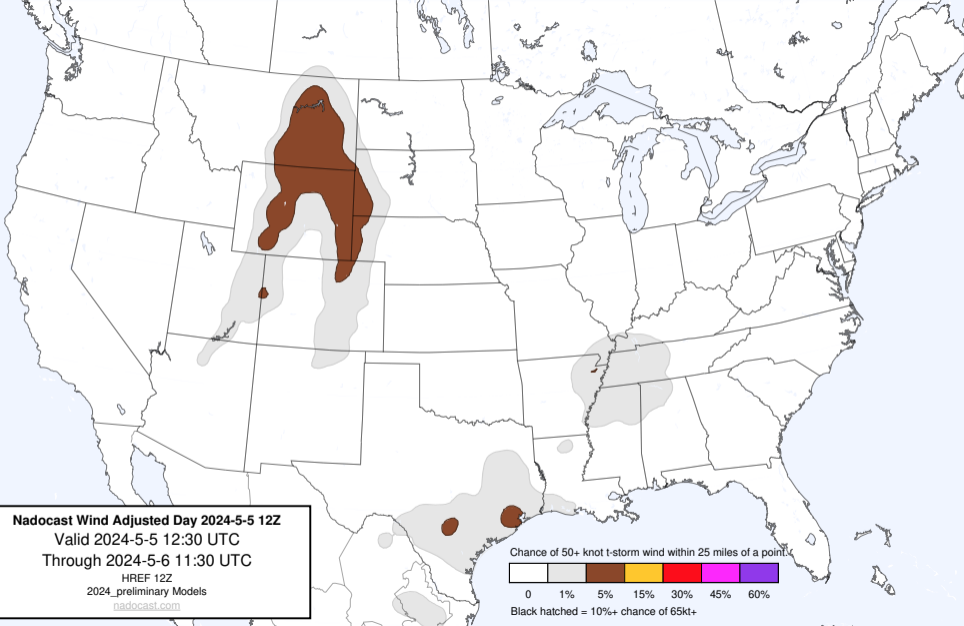 Nadocast Wind Adjusted Day 2024-5-5 12Z
Valid 2024-5-5 12:30 UTC
Through 2024-5-6 11:30 UTC
HREF 12Z
2024_preliminary Models
nadocast.com
Chance of 50+ knot t-storm wind within 25 miles of a point.
0 1% 5% 15% 30% 45% 60%
Black hatched = 10%+ chance of 65kt+